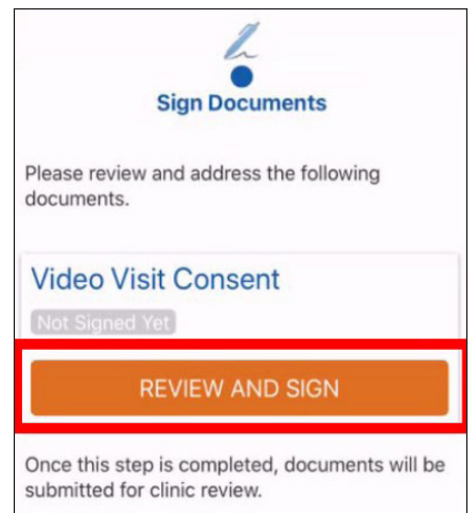 Sign Documents
Please review and address the following
documents.
Video Visit Consent
Not Signed Yet
REVIEW AND SIGN
Once this step is completed, documents will be
submitted for clinic review.